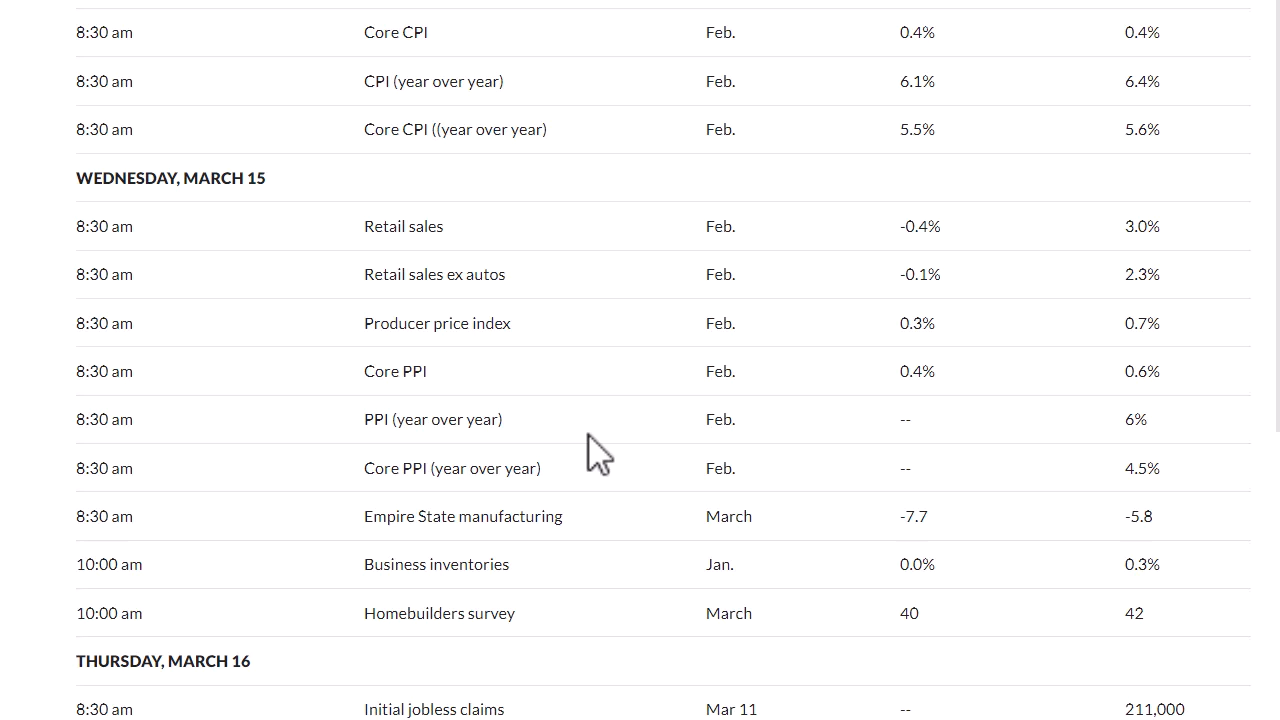 8:30 am Core CPI Feb. 0.4% 0.4%
8:30 am CPI (year over year) Feb. 6.1% 6.4%
8:30 am Core CPI ((year over year) Feb. 5.5% 5.6%
WEDNESDAY, MARCH 15
8:30 am Retail sales Feb. -0.4% 3.0%
8:30 am Retail sales ex autos Feb. -0.1% 2.3%
8:30 am Producer price index Feb. 0.3% 0.7%
8:30 am Core PPI Feb. 0.4% 0.6%
8:30 am PPI (year over year) Feb. -- 6%
8:30 am Core PPI (year over year) Feb. -- 4.5%
8:30 am Empire State manufacturing March -7.7 -5.8
10:00 am Business inventories Jan. 0.0% 0.3%
10:00 am Homebuilders survey March 40 42
THURSDAY, MARCH 16
8:30 am Initial jobless claims Mar 11 -- 211,000